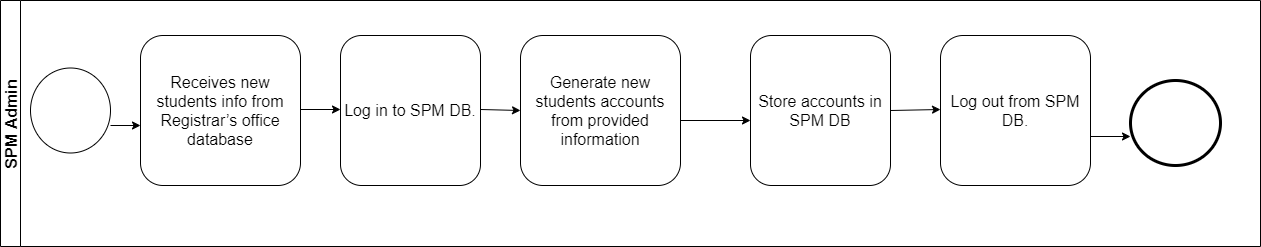 SPM Admin
Receives new
students info from
Registrar's office
database
Log in to SPM DB.
Generate new
students accounts
from provided
information
Store accounts in
SPM DB
Log out from SPM
DB.